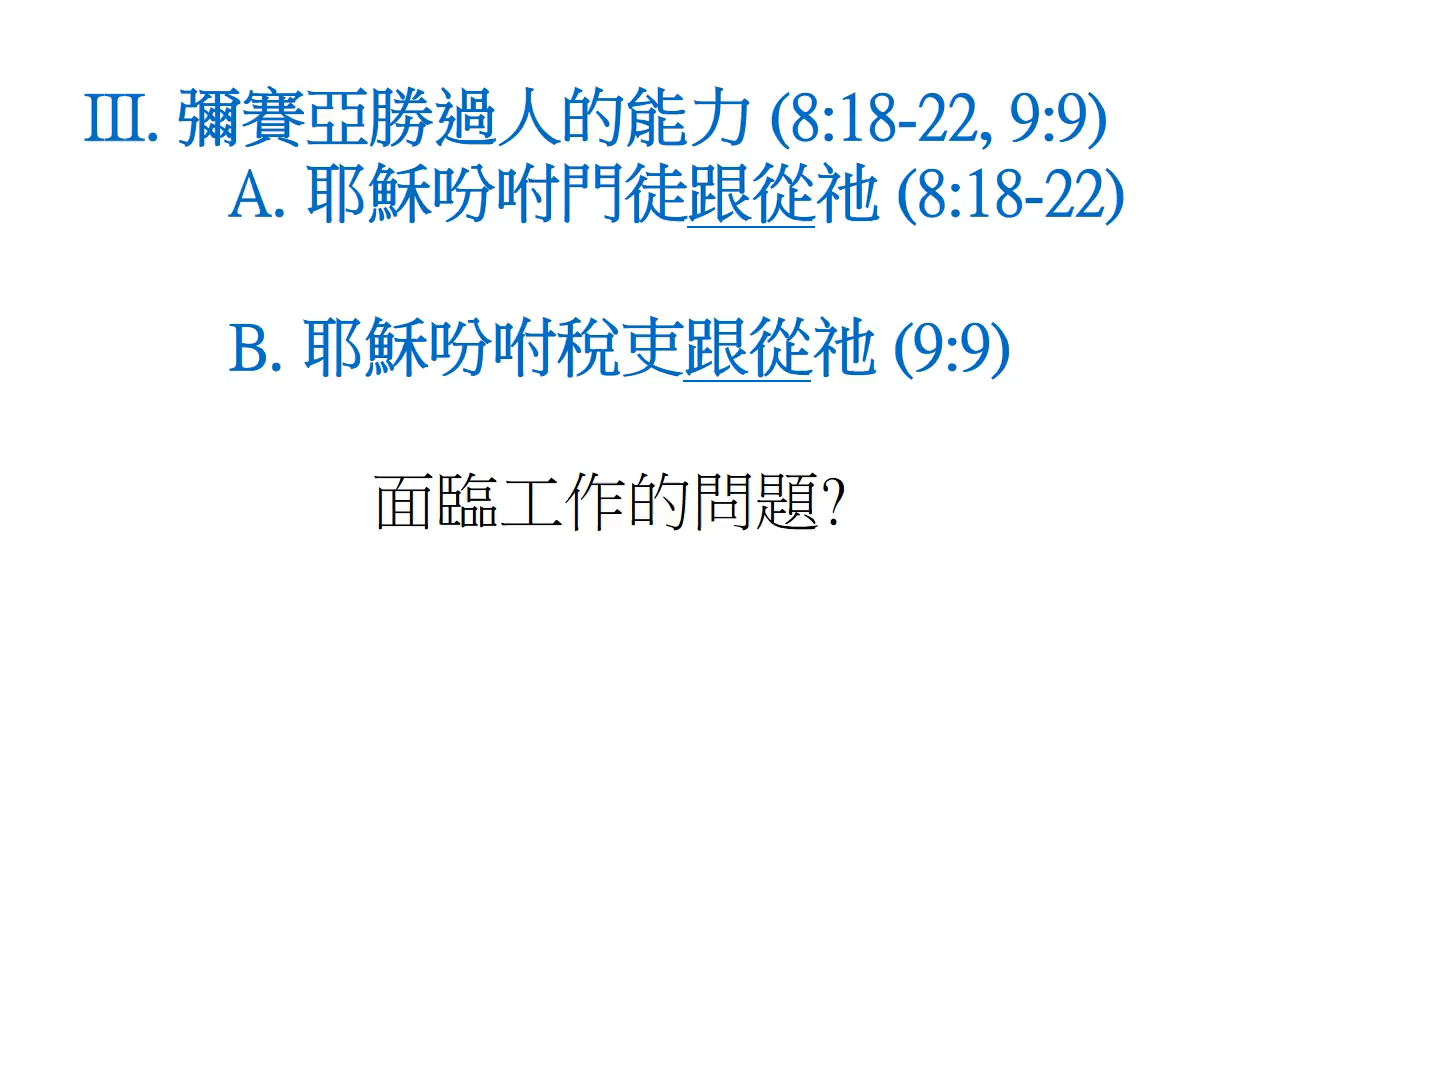 III. 彌賽亞勝過人的能力 (8:18-22, 9:9)
A. 耶穌吩咐門徒跟從祂 (8:18-22)
B. 耶穌吩咐稅吏跟從祂 (9:9)
面臨工作的問題?